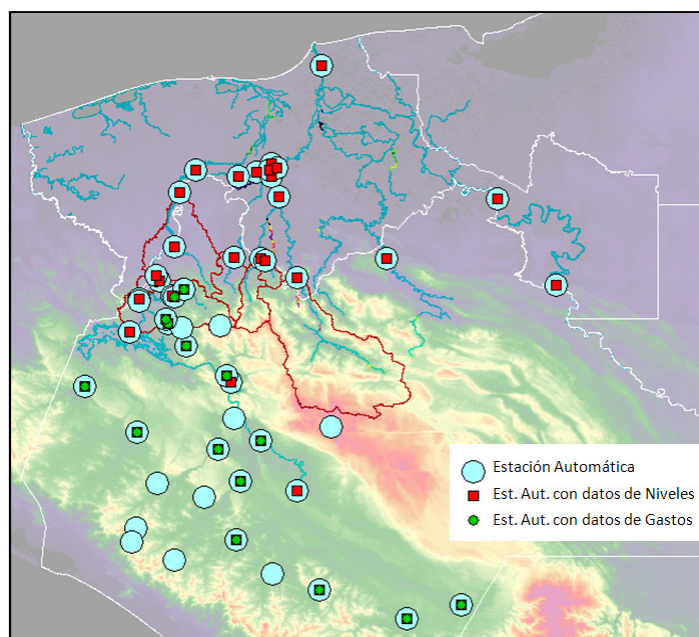 Estación Automática
Est. Aut. con datos de Niveles
Est. Aut. con datos de Gastos